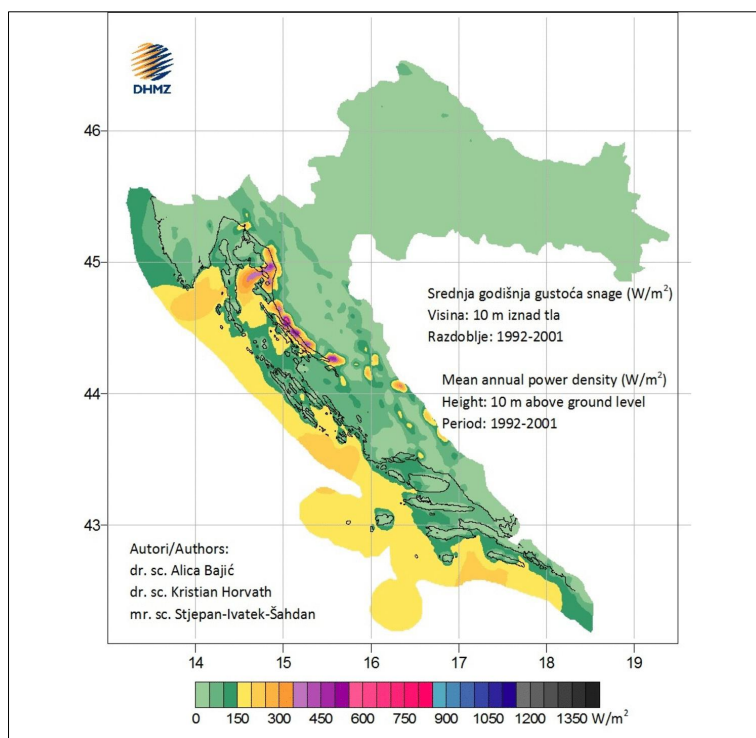 DHMZ
46
45
44
43
Srednja godišnja gustoća snage (W/m²)
Visina: 10 m iznad tla
Razdoblje: 1992-2001
Mean annual power density (W/m²)
Height: 10 m above ground level
Period: 1992-2001
Autori/Authors:
dr. sc. Alica Bajić
dr. sc. Kristian Horvath
mr. sc. Stjepan-Ivatek-Šahdan
14 15 16 17 18 19
0 150 300 450 600 750 900 1050 1200 1350 W/m²